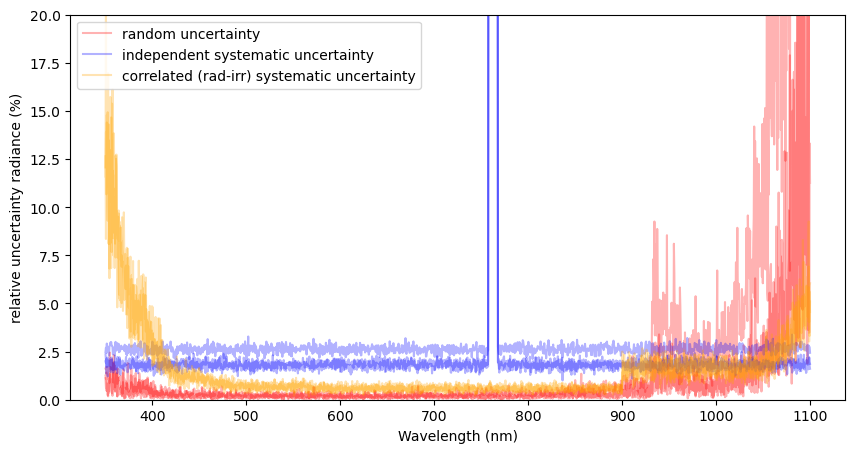 20.0
17.5
15.0
12.5
10.0
7.5
5.0
2.5
0.0
relative uncertainty radiance (%)
random uncertainty
independent systematic uncertainty
correlated (rad-irr) systematic uncertainty
400 500 600 700 800 900 1000 1100
Wavelength (nm)